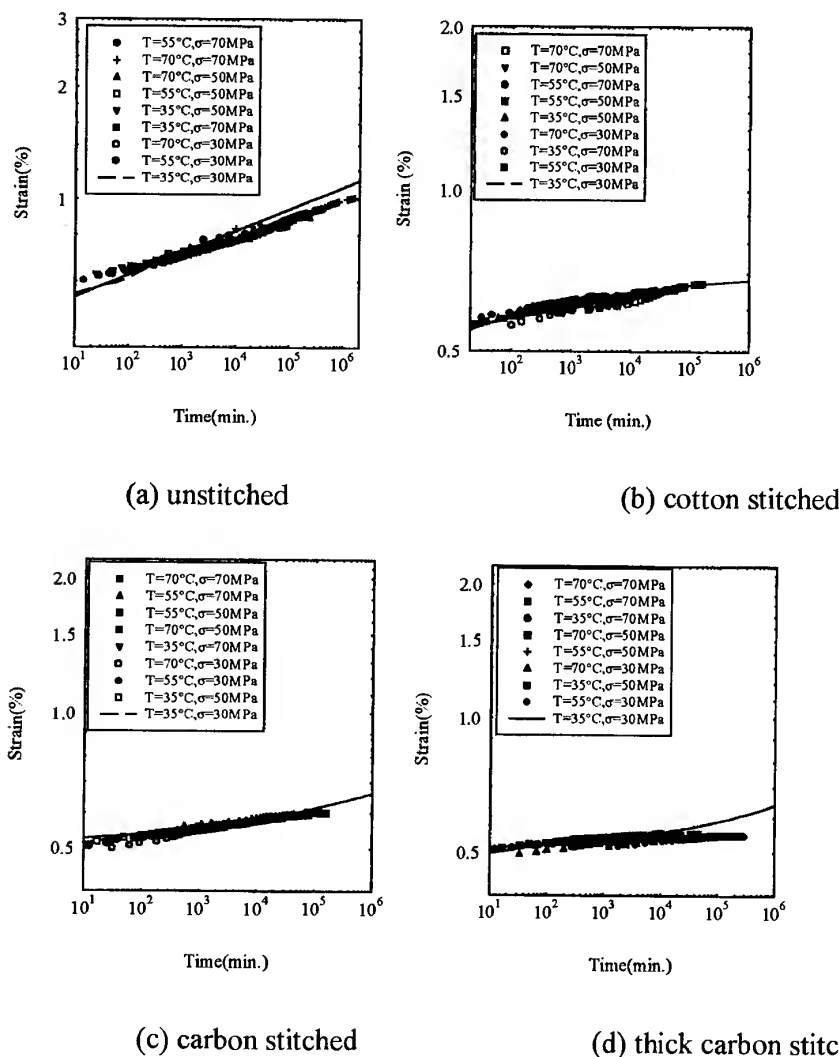 3
2
1
Strain(%)
T=55°C,σ=70MPa
T=70°C,σ=70MPa
T=70°C,σ=50MPa
T=55°C,σ=50MPa
T=35°C,σ=50MPa
T=35°C,σ=70MPa
T=70°C,σ=30MPa
T=55°C,σ=30MPa
T=35°C,σ=30MPa
10¹ 10² 10³ 10⁴ 10⁵ 10⁶
Time(min.)
(a) unstitched
2.0
1.5
1.0
0.5
Strain (%)
T=70°C,σ=70MPa
T=70°C,σ=50MPa
T=55°C,σ=70MPa
T=55°C,σ=50MPa
T=35°C,σ=50MPa
T=70°C,σ=30MPa
T=35°C,σ=70MPa
T=55°C,σ=30MPa
T=35°C,σ=30MPa
10² 10³ 10⁴ 10⁵ 10⁶
Time (min.)
(b) cotton stitched
2.0
1.5
1.0
0.5
Strain(%)
T=70°C,σ=70MPa
T=55°C,σ=70MPa
T=55°C,σ=50MPa
T=70°C,σ=50MPa
T=35°C,σ=70MPa
T=70°C,σ=30MPa
T=55°C,σ=30MPa
T=35°C,σ=50MPa
T=35°C,σ=30MPa
10¹ 10² 10³ 10⁴ 10⁵ 10⁶
Time(min.)
(c) carbon stitched
2.0
1.5
1.0
0.5
Strain(%)
T=70°C,σ=70MPa
T=55°C,σ=70MPa
T=35°C,σ=70MPa
T=70°C,σ=50MPa
T=55°C,σ=50MPa
T=70°C,σ=30MPa
T=35°C,σ=50MPa
T=55°C,σ=30MPa
T=35°C,σ=30MPa
10¹ 10² 10³ 10⁴ 10⁵ 10⁶
Time(min.)
(d) thick carbon stitc